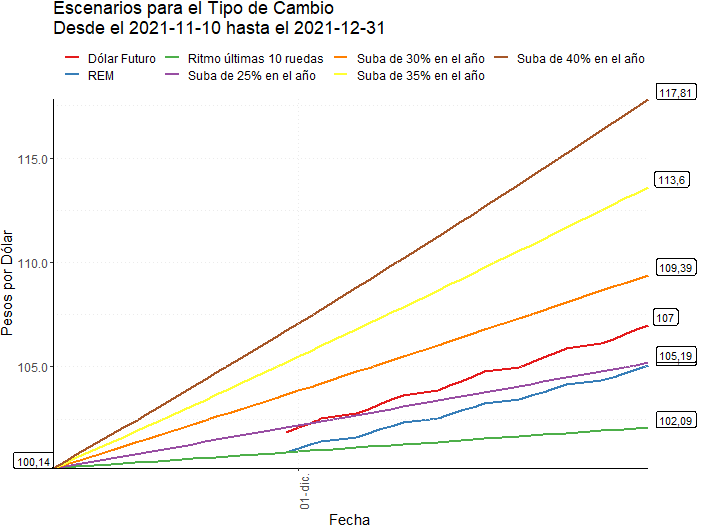 Escenarios para el Tipo de Cambio
Desde el 2021-11-10 hasta el 2021-12-31
Dólar Futuro
Ritmo últimas 10 ruedas
Suba de 30% en el año
Suba de 40% en el año
REM
Suba de 25% en el año
Suba de 35% en el año
117,81
115.0
113,6
110.0
109,39
107
105,19
105.0
102,09
100,14
Pesos por Dólar
01-dic.
Fecha